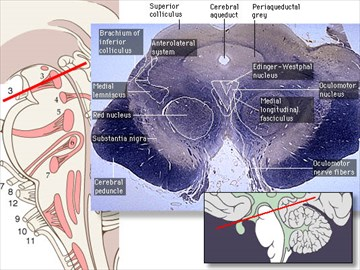 Superior
colliculus
Cerebral
aqueduct
Periaqueductal
grey
Brachium of
inferior
colliculus
Anterolateral
system
Edinger-Westphal
nucleus
Oculomotor
nucleus
Medial
lemniscus
Medial
longitudinal
fasciculus
Red nucleus
Substantia nigra
Oculomotor
nerve fibers
Cerebral
peduncle
3
3
5
7
7
8
12
9
10
11